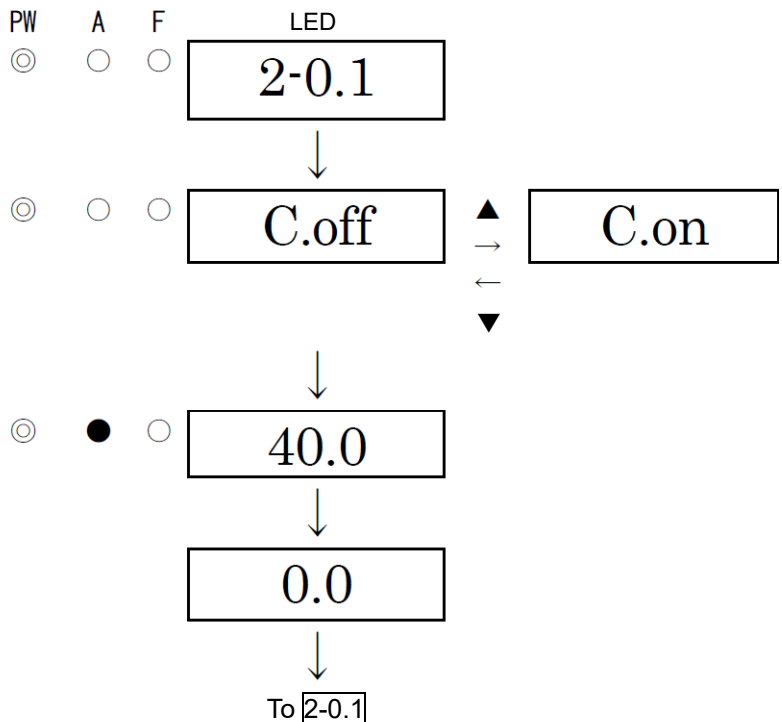 PW A F LED
◎ ○ ○ 2-0.1
↓
◎ ○ ○ C.off ▲ C.on
→
←
▼
↓
◎ ● ○ 40.0
↓
0.0
↓
To 2-0.1